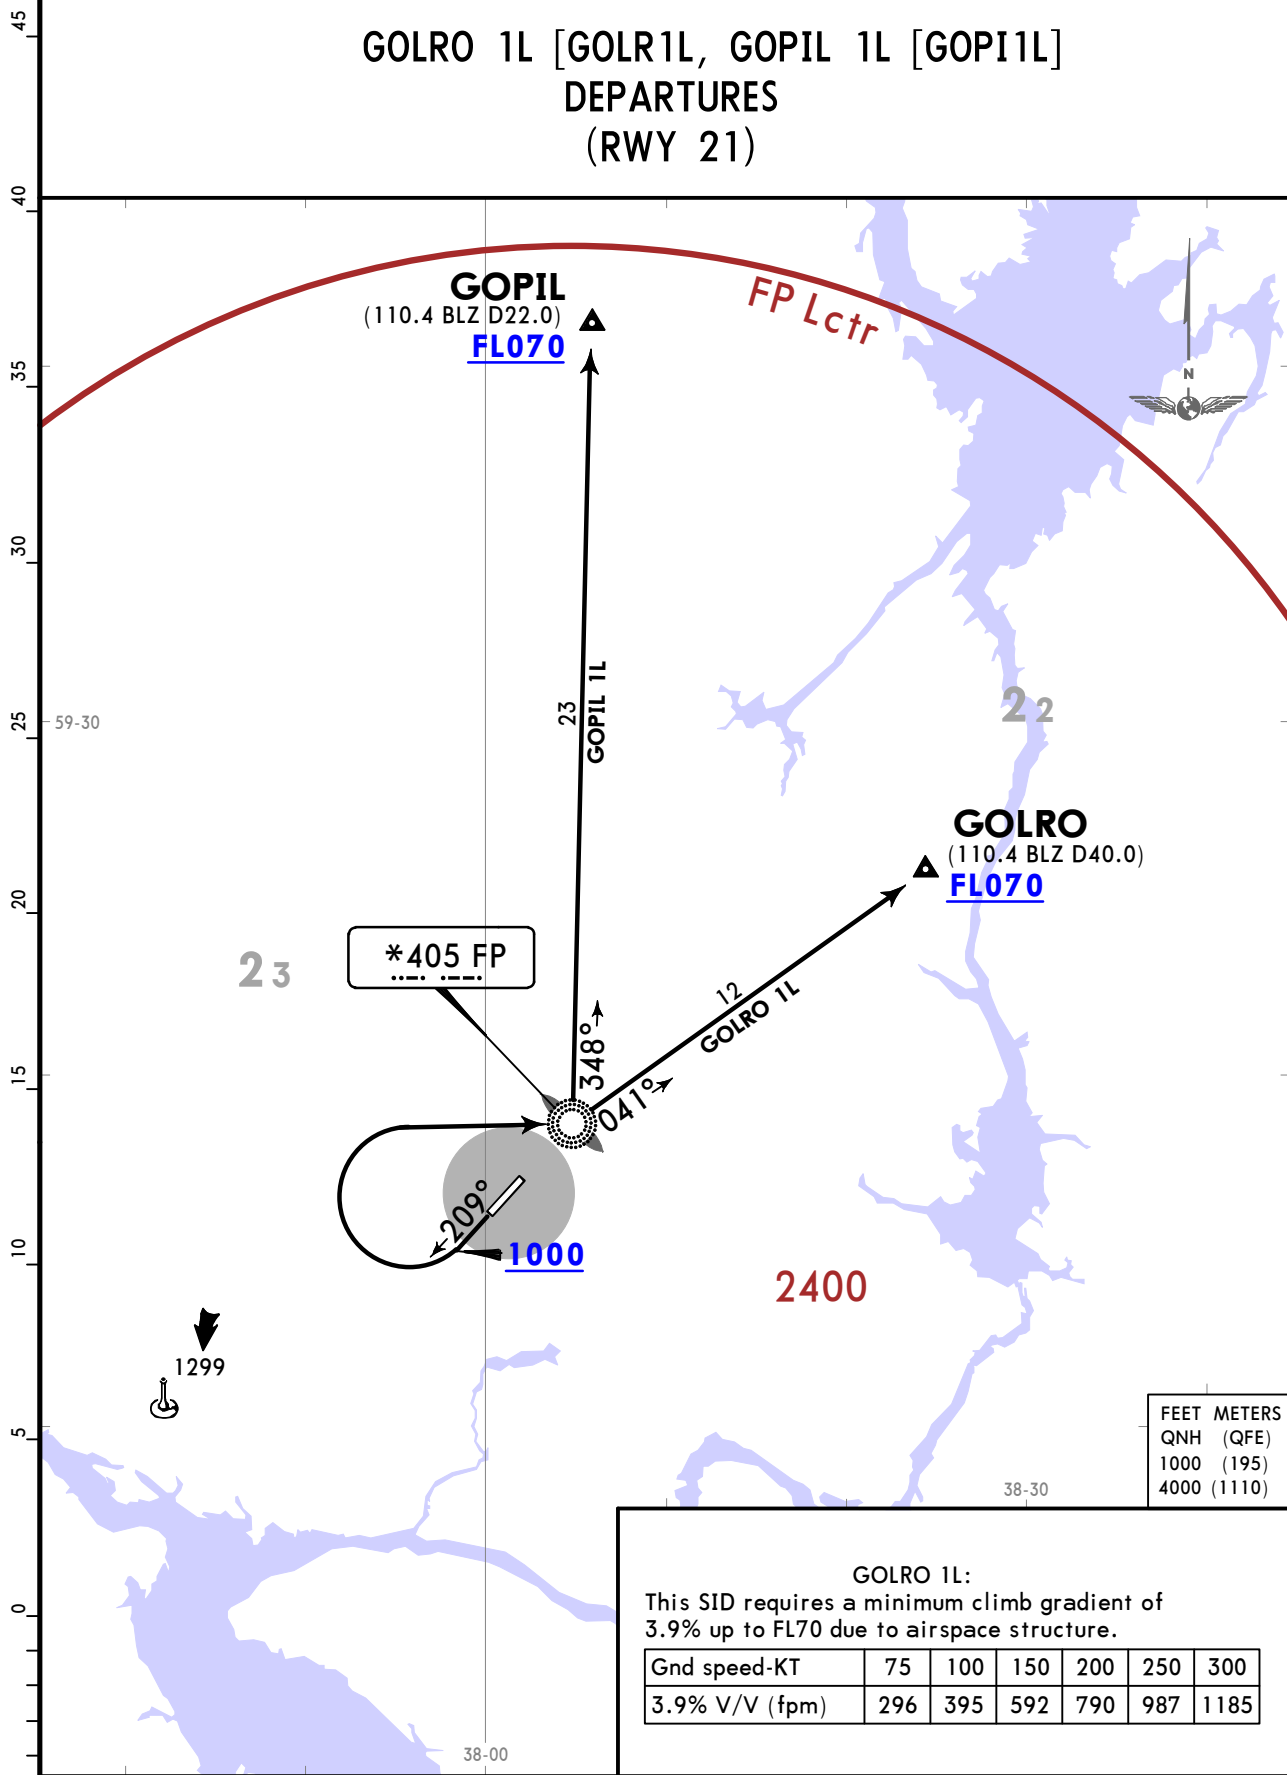 GOLRO 1L [GOLR1L, GOPIL 1L [GOPI1L]
DEPARTURES
(RWY 21)
45
40
35
30
25
20
15
10
5
0
GOPIL
(110.4 BLZ D22.0)
FL070
FP Lctr
N
23
GOPIL 1L
59-30
22
GOLRO
(110.4 BLZ D40.0)
FL070
23
*405 FP
12
GOLRO 1L
348°
041°
209°
1000
2400
1299
FEET METERS
QNH (QFE)
1000 (195)
4000 (1110)
38-30
38-00
GOLRO 1L:
This SID requires a minimum climb gradient of
3.9% up to FL70 due to airspace structure.
Gnd speed-KT 75 100 150 200 250 300
3.9% V/V (fpm) 296 395 592 790 987 1185